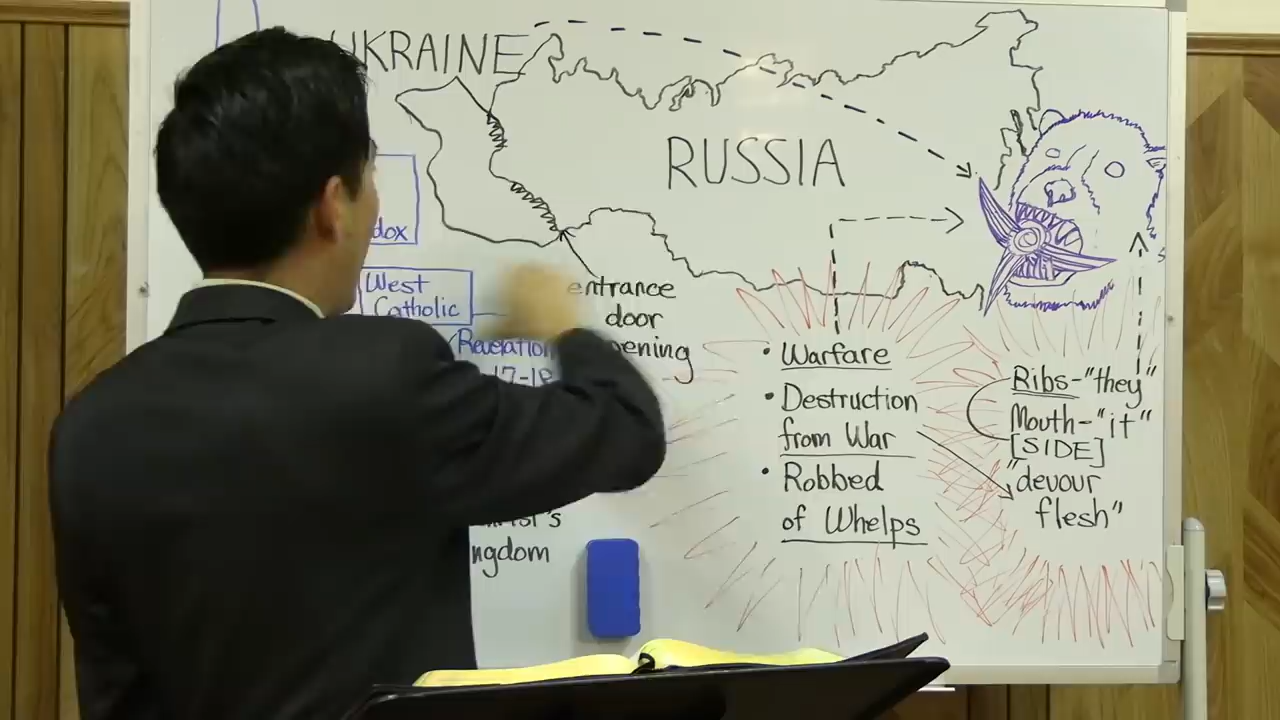 UKRAINE
RUSSIA
dox
West
Catholic
Revelation
17-18
entrance
door
• Warfare
• Destruction
from War
• Robbed
of Whelps
Ribs-"they"
Mouth-"it"
[SIDE]
"devour
flesh"